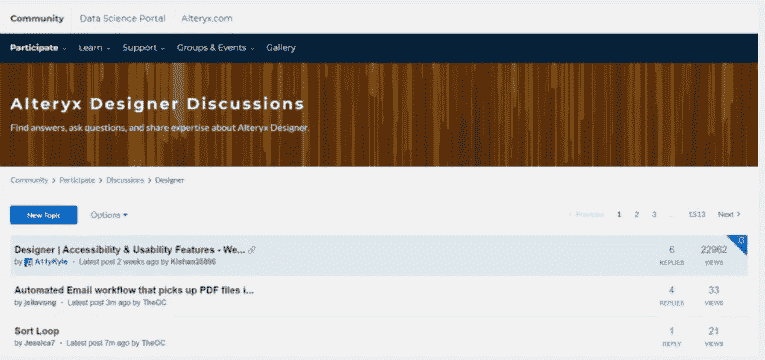 Community Data Science Portal Alteryx.com
Participate Learn Support Groups & Events Gallery
Alteryx Designer Discussions
Find answers, ask questions, and share expertise about Alteryx Designer.
Community > Participate > Discussions > Designer
New Topic Options
< Previous 1 2 3 ... 1513 Next >
Designer | Accessibility & Usability Features - We...
by • Latest post 2 weeks ago by
6 22962
REPLIES VIEWS
Automated Email workflow that picks up PDF files i...
by • Latest post 3m ago by TheOC
4 33
REPLIES VIEWS
Sort Loop
by Jessica7 • Latest post 7m ago by TheOC
1 21
REPLY VIEWS